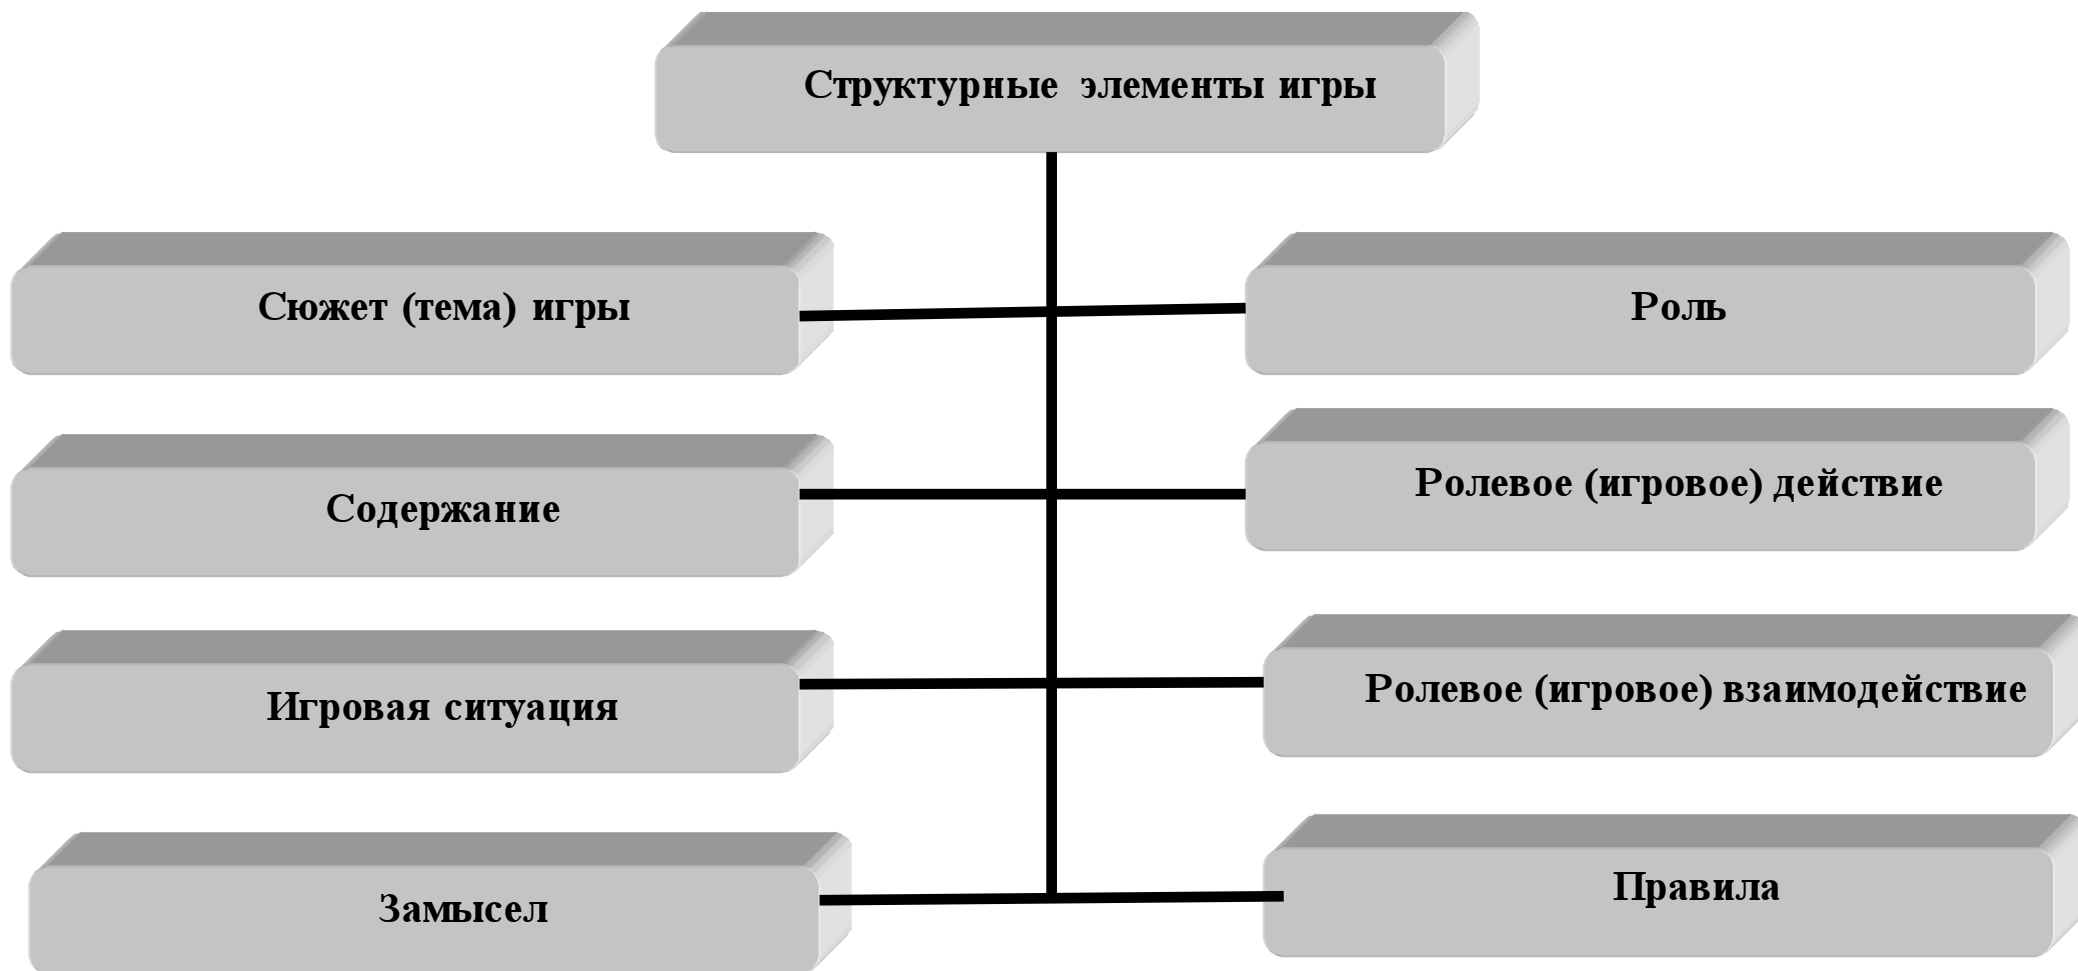 Структурные элементы игры
Сюжет (тема) игры
Роль
Содержание
Ролевое (игровое) действие
Игровая ситуация
Ролевое (игровое) взаимодействие
Замысел
Правила